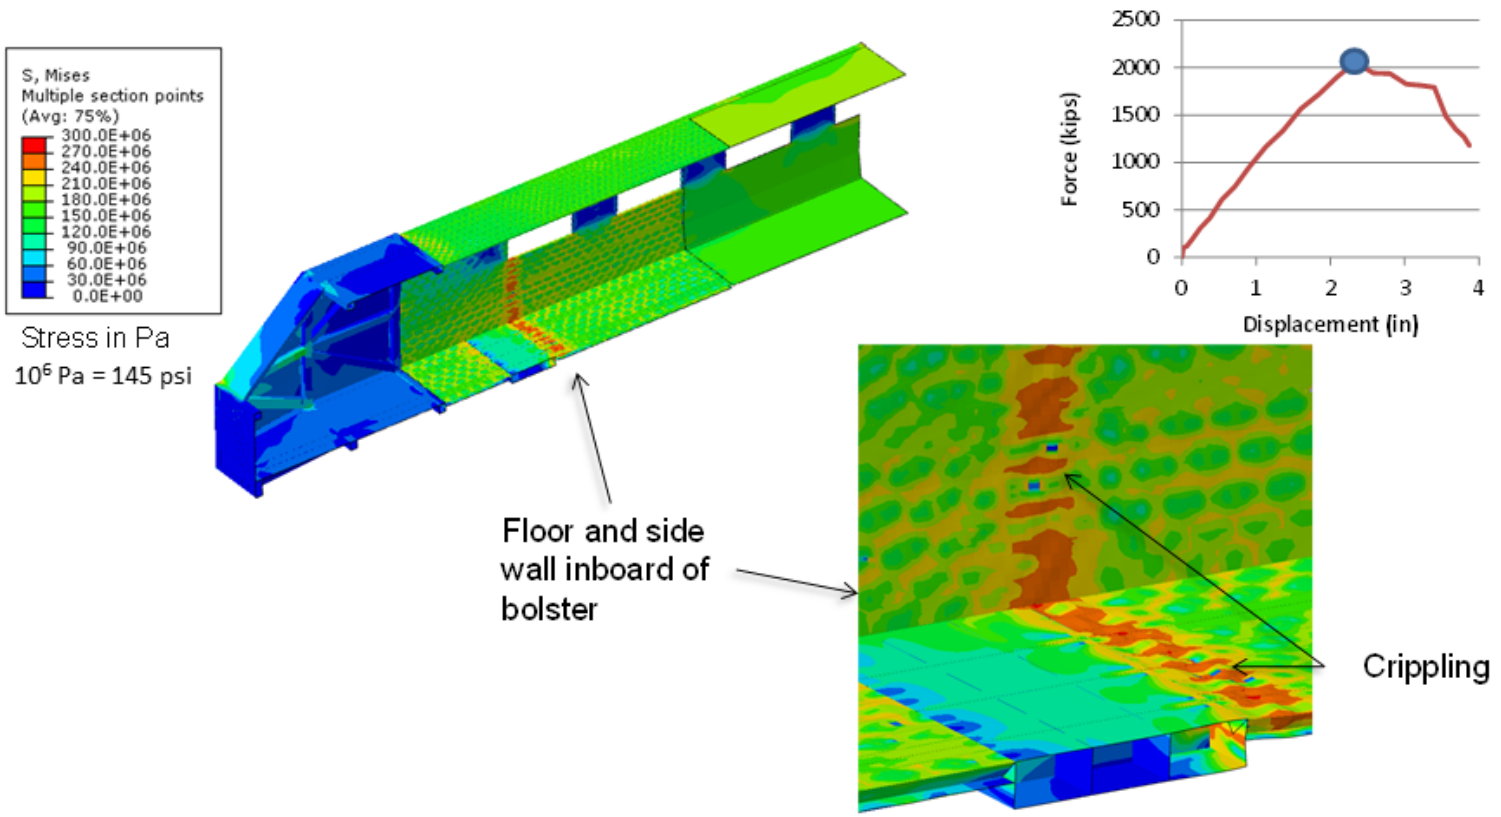 S, Mises
Multiple section points
(Avg: 75%)
300.0E+06
270.0E+06
240.0E+06
210.0E+06
180.0E+06
150.0E+06
120.0E+06
90.0E+06
60.0E+06
30.0E+06
0.0E+00
Stress in Pa
10⁶ Pa = 145 psi
2500
2000
1500
1000
500
0
Force (kips)
0 1 2 3 4
Displacement (in)
Floor and side
wall inboard of
bolster
Crippling